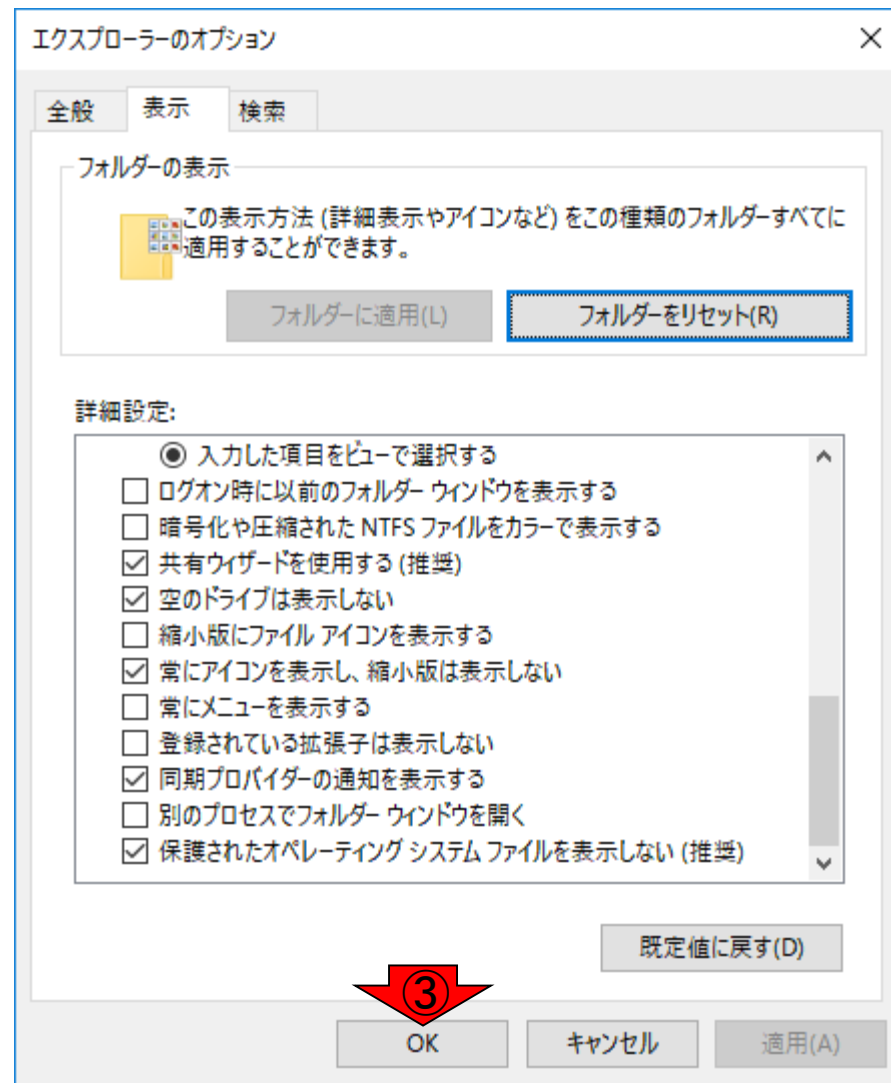 エクスプローラーのオプション
全般 表示 検索
フォルダーの表示
この表示方法 (詳細表示やアイコンなど) をこの種類のフォルダーすべてに
適用することができます。
フォルダーに適用(L) フォルダーをリセット(R)
詳細設定:
入力した項目をビューで選択する
ログオン時に以前のフォルダー ウィンドウを表示する
暗号化や圧縮された NTFS ファイルをカラーで表示する
共有ウィザードを使用する (推奨)
空のドライブは表示しない
縮小版にファイル アイコンを表示する
常にアイコンを表示し、縮小版は表示しない
常にメニューを表示する
登録されている拡張子は表示しない
同期プロバイダーの通知を表示する
別のプロセスでフォルダー ウィンドウを開く
保護されたオペレーティング システム ファイルを表示しない (推奨)
既定値に戻す(D)
③
OK キャンセル 適用(A)